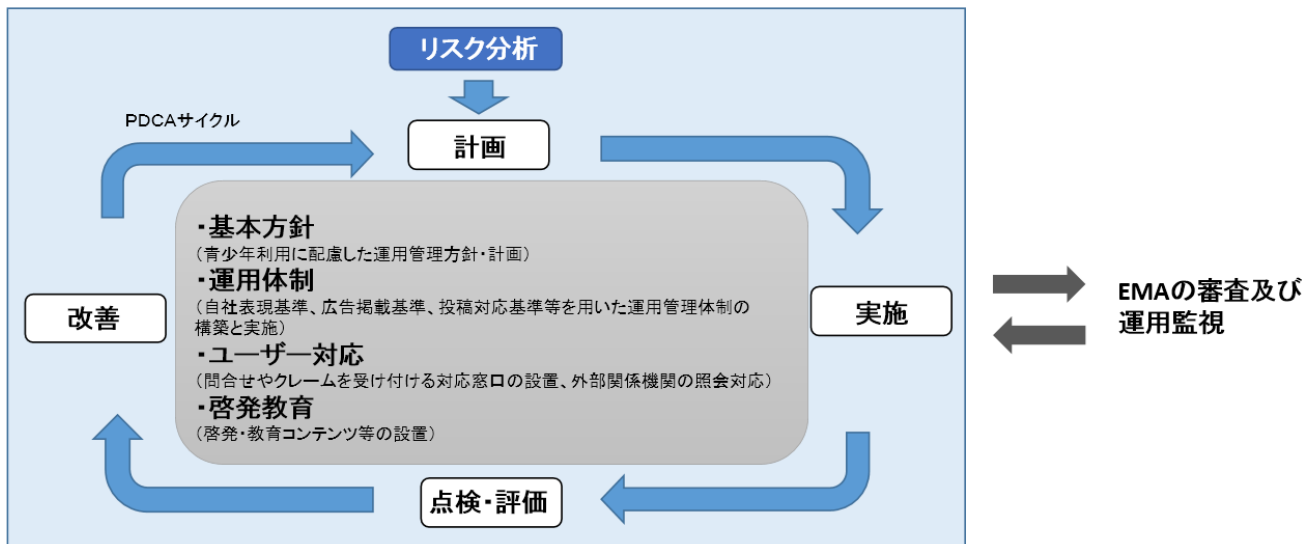 リスク分析
PDCAサイクル
計画
・基本方針
(青少年利用に配慮した運用管理方針・計画)
・運用体制
(自社表現基準、広告掲載基準、投稿対応基準等を用いた運用管理体制の
構築と実施)
・ユーザー対応
(問合せやクレームを受け付ける対応窓口の設置、外部関係機関の照会対応)
・啓発教育
(啓発・教育コンテンツ等の設置)
改善
実施
点検・評価
EMAの審査及び
運用監視